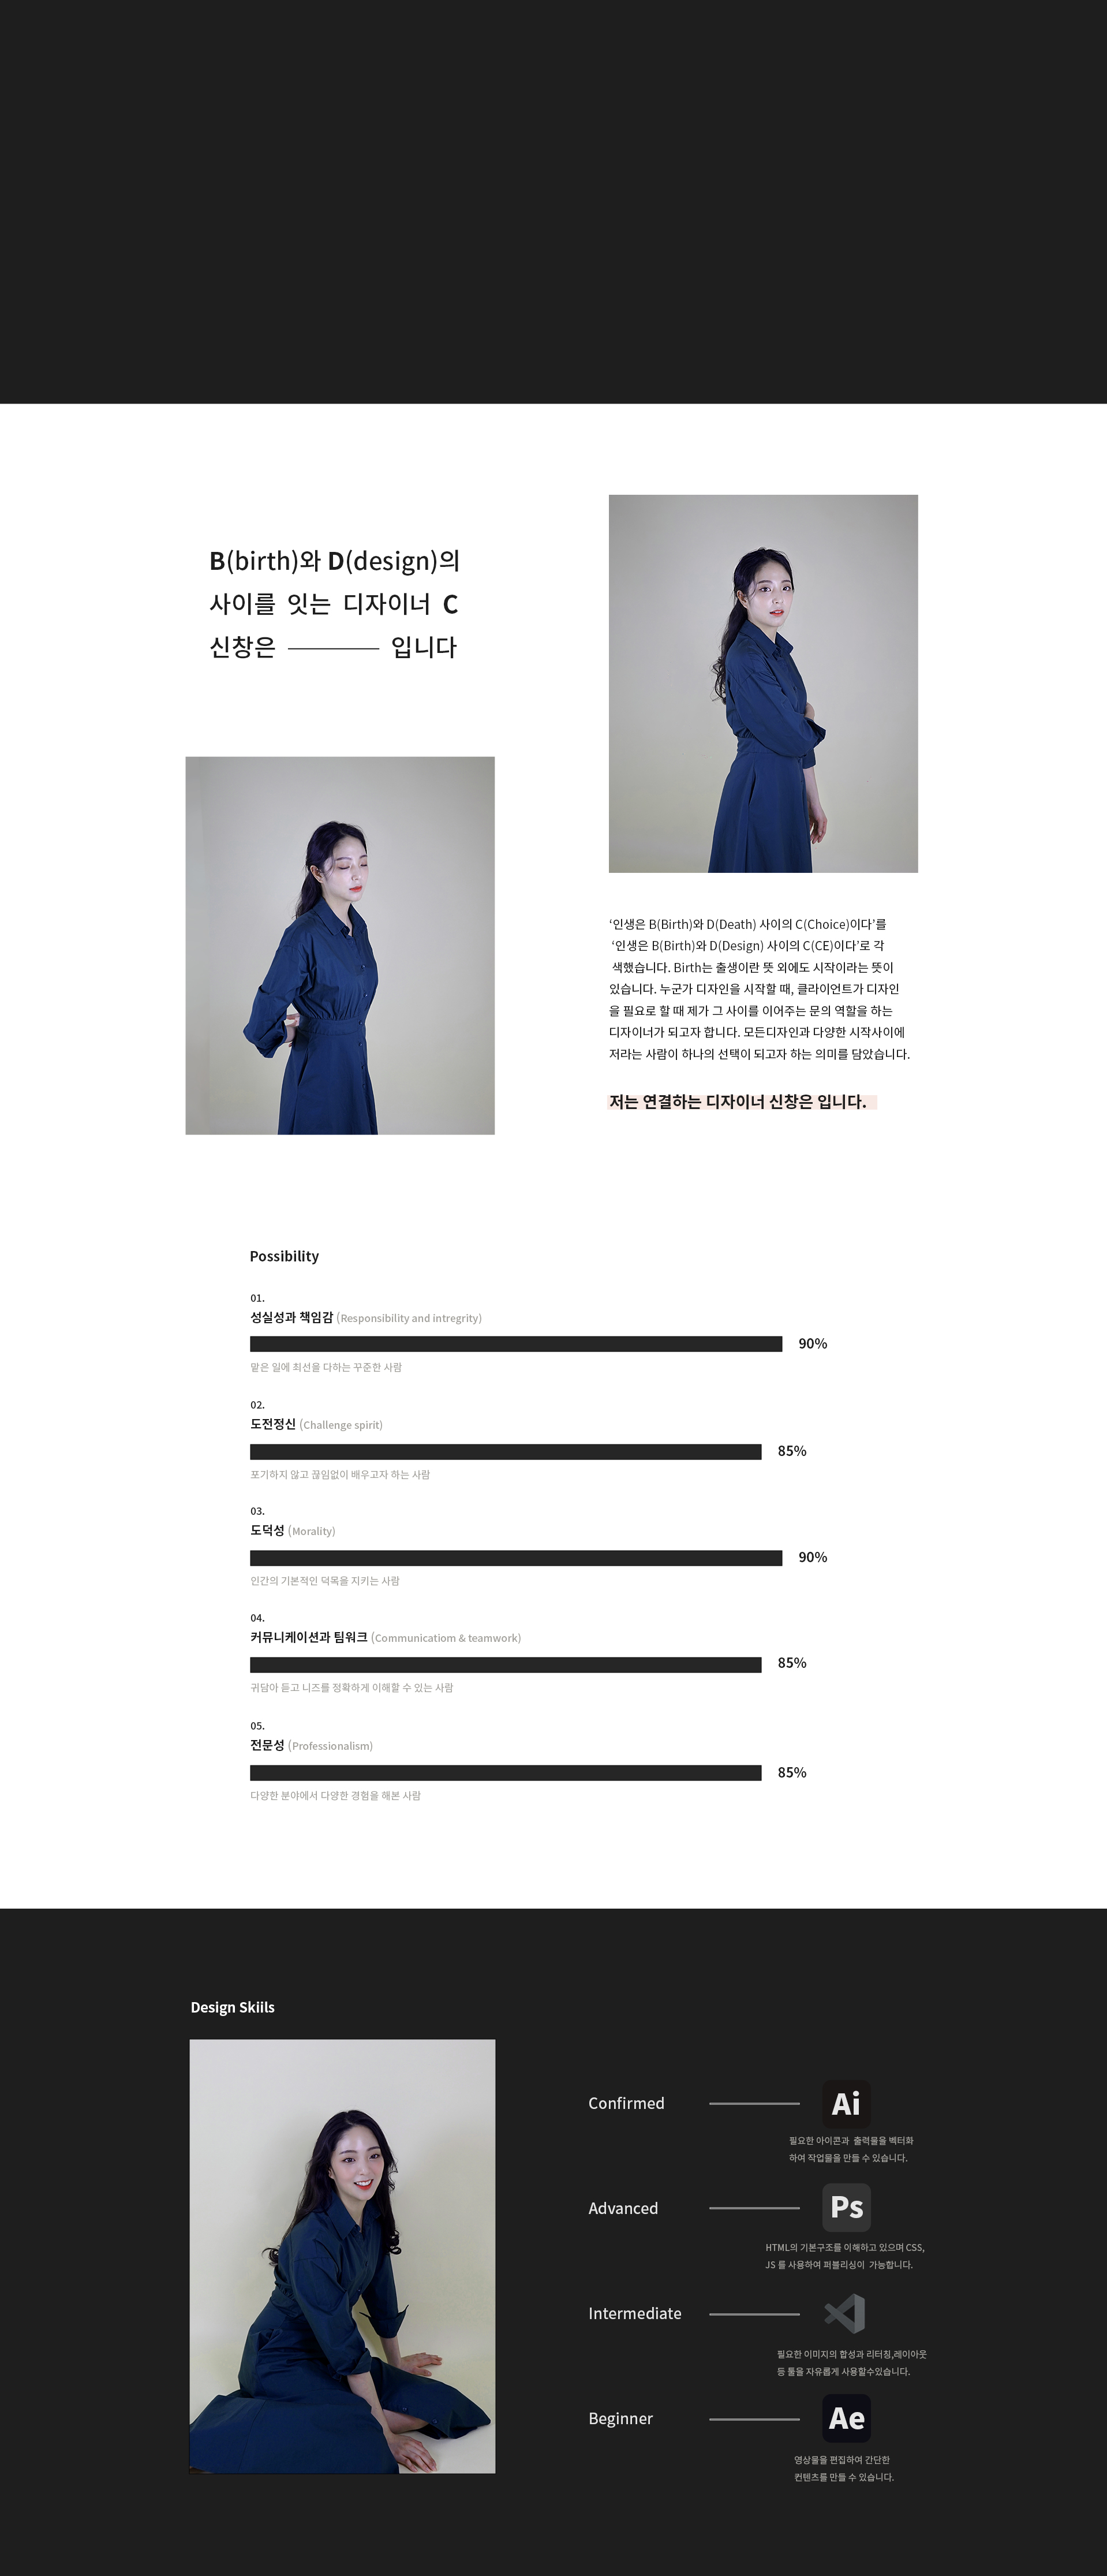 B(birth)와 D(design)의
사이를 잇는 디자이너 C
신창은 ——— 입니다
‘인생은 B(Birth)와 D(Death) 사이의 C(Choice)이다’를
‘인생은 B(Birth)와 D(Design) 사이의 C(CE)이다’로 각
색했습니다. Birth는 출생이란 뜻 외에도 시작이라는 뜻이
있습니다. 누군가 디자인을 시작할 때, 클라이언트가 디자인
을 필요로 할 때 제가 그 사이를 이어주는 문의 역할을 하는
디자이너가 되고자 합니다. 모든디자인과 다양한 시작사이에
저라는 사람이 하나의 선택이 되고자 하는 의미를 담았습니다.
저는 연결하는 디자이너 신창은 입니다.
Possibility
01.
성실성과 책임감 (Responsibility and intregrity)
90%
맡은 일에 최선을 다하는 꾸준한 사람
02.
도전정신 (Challenge spirit)
85%
포기하지 않고 끊임없이 배우고자 하는 사람
03.
도덕성 (Morality)
90%
인간의 기본적인 덕목을 지키는 사람
04.
커뮤니케이션과 팀워크 (Communicatiom & teamwork)
85%
귀담아 듣고 니즈를 정확하게 이해할 수 있는 사람
05.
전문성 (Professionalism)
85%
다양한 분야에서 다양한 경험을 해본 사람
Design Skiils
Confirmed
Ai
필요한 아이콘과 출력물을 벡터화
하여 작업물을 만들 수 있습니다.
Advanced
Ps
HTML의 기본구조를 이해하고 있으며 CSS,
JS 를 사용하여 퍼블리싱이 가능합니다.
Intermediate
필요한 이미지의 합성과 리터칭,레이아웃
등 툴을 자유롭게 사용할수있습니다.
Beginner
Ae
영상물을 편집하여 간단한
컨텐츠를 만들 수 있습니다.